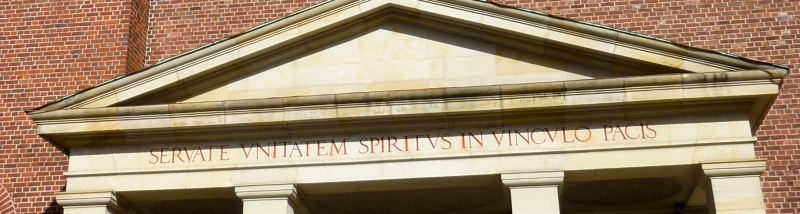 SERVATE VNITATEM SPIRITVS IN VINCVLO PACIS